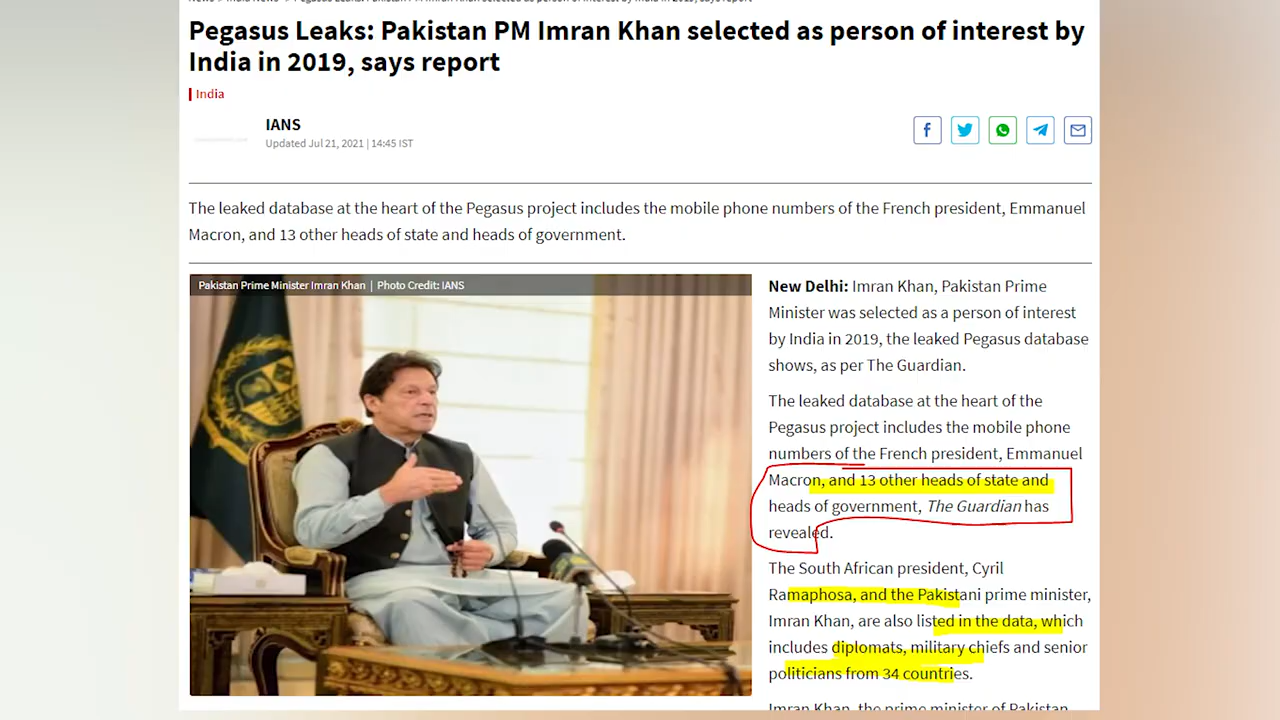 Pegasus Leaks: Pakistan PM Imran Khan selected as person of interest by
India in 2019, says report
India
IANS
Updated Jul 21, 2021 | 14:45 IST
The leaked database at the heart of the Pegasus project includes the mobile phone numbers of the French president, Emmanuel
Macron, and 13 other heads of state and heads of government.
Pakistan Prime Minister Imran Khan | Photo Credit: IANS
New Delhi: Imran Khan, Pakistan Prime
Minister was selected as a person of interest
by India in 2019, the leaked Pegasus database
shows, as per The Guardian.
The leaked database at the heart of the
Pegasus project includes the mobile phone
numbers of the French president, Emmanuel
Macron, and 13 other heads of state and
heads of government, The Guardian has
revealed.
The South African president, Cyril
Ramaphosa, and the Pakistani prime minister,
Imran Khan, are also listed in the data, which
includes diplomats, military chiefs and senior
politicians from 34 countries.
Imran Khan, the prime minister of Pakistan